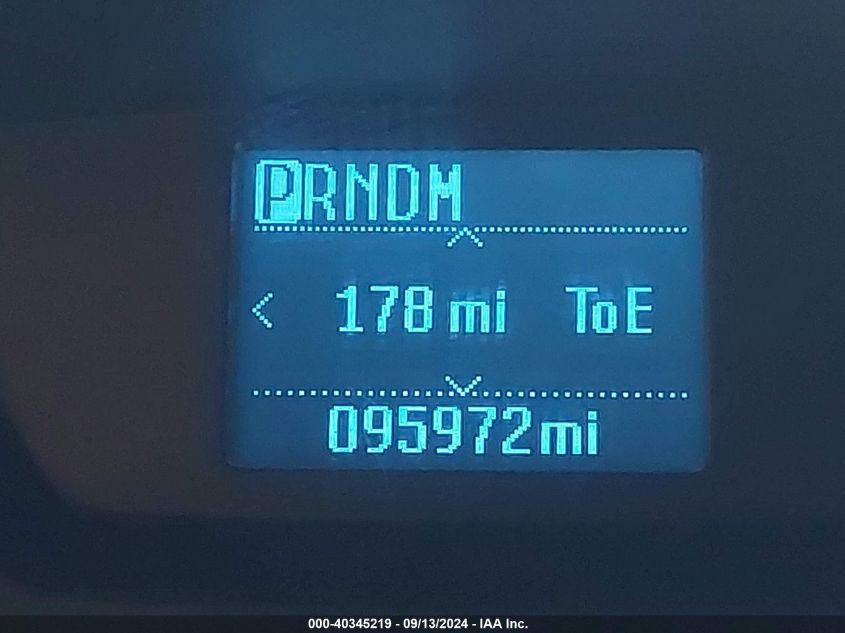 PRNDM
178 mi ToE
095972mi
000-40345219 - 09/13/2024 - IAA Inc.